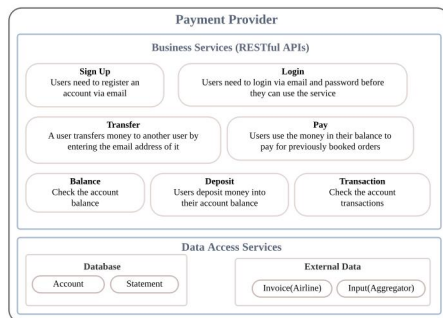 Payment Provider
Business Services (RESTful APIs)
Sign Up
Users need to register an
account via email
Login
Users need to login via email and password before
they can use the service
Transfer
A user transfers money to another user by
entering the email address of it
Pay
Users use the money in their balance to
pay for previously booked orders
Balance
Check the account
balance
Deposit
Users deposit money into
their account balance
Transaction
Check the account
transactions
Data Access Services
Database
Account
Statement
External Data
Invoice(Airline)
Input(Aggregator)